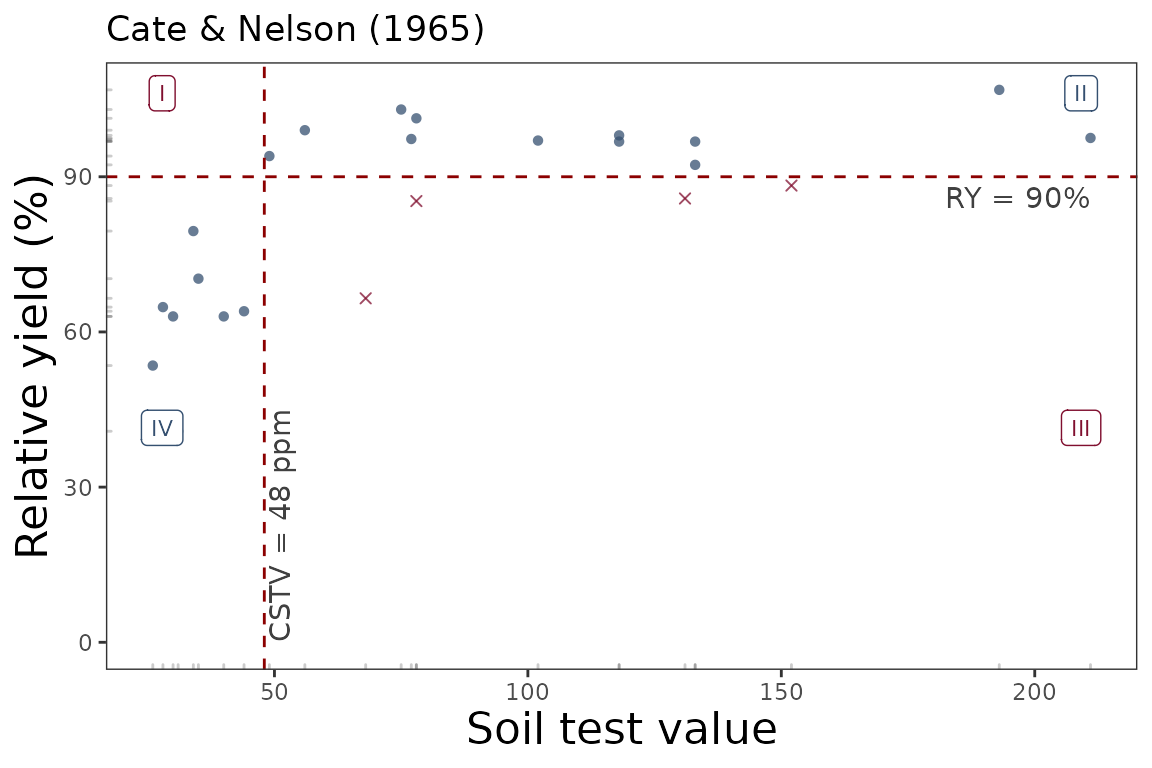 Cate & Nelson (1965)
I
II
90
RY = 90%
60
IV
III
CSTV = 48 ppm
30
0
Relative yield (%)
50
100
150
200
Soil test value